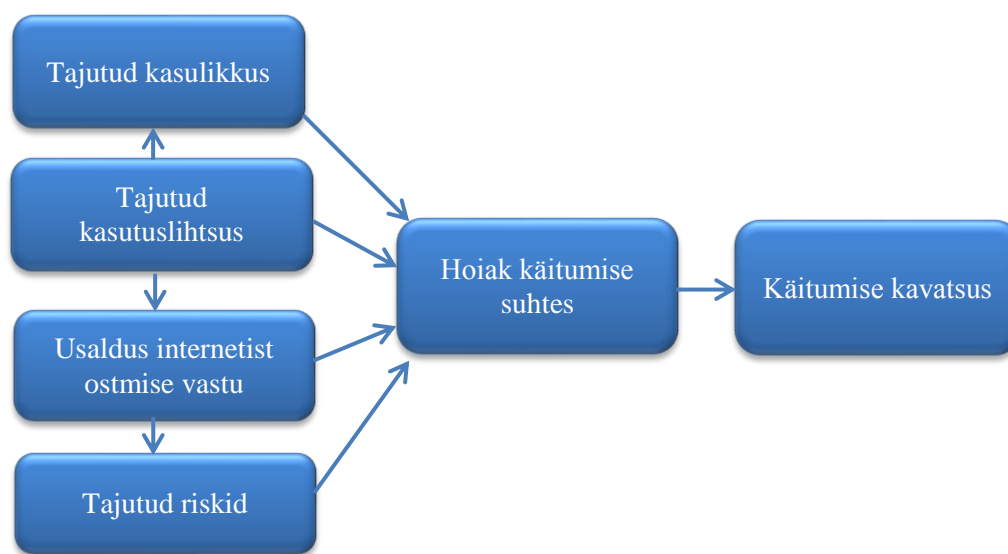 Tajutud kasulikkus
Tajutud
kasutuslihtsus
Usaldus internetist
ostmise vastu
Tajutud riskid
Hoiak käitumise
suhtes
Käitumise kavatsus